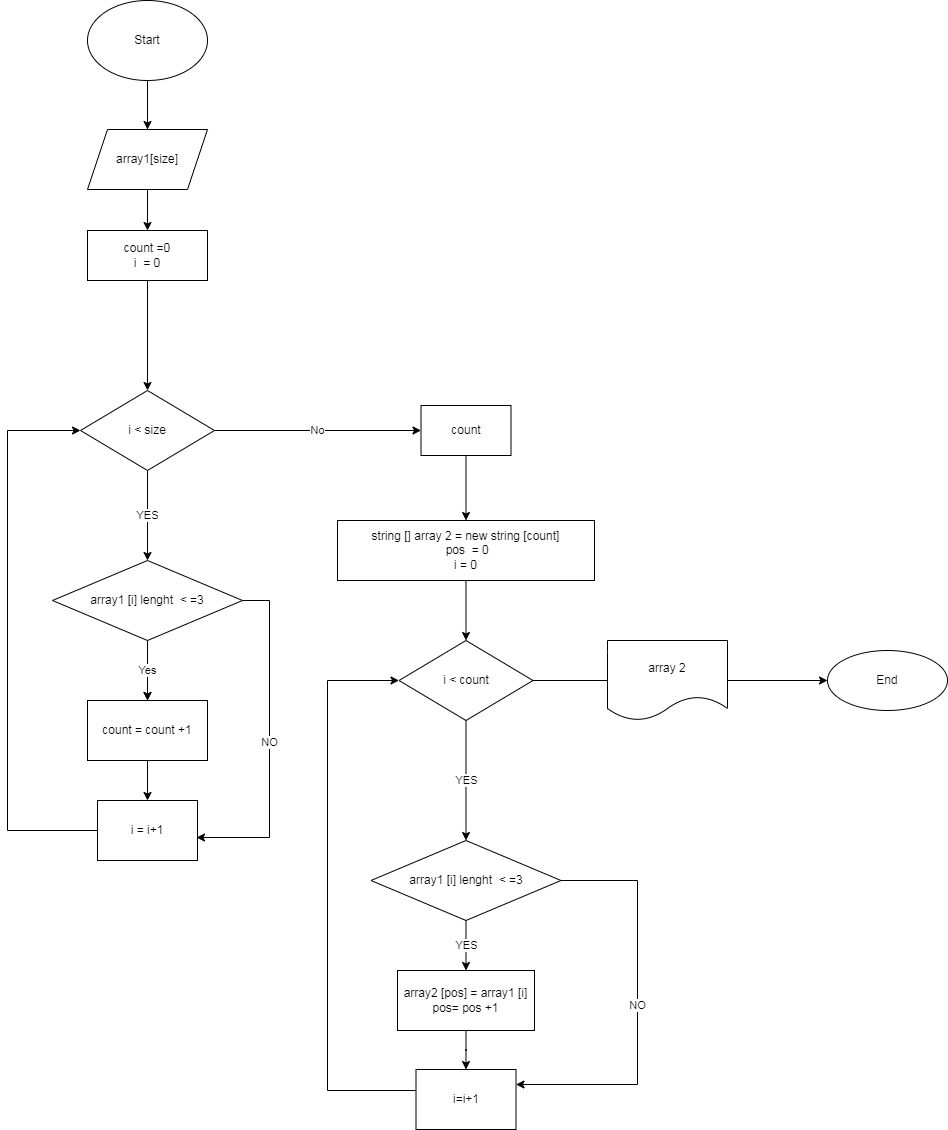 Start
array1[size]
count =0
i  = 0
i < size
No
count
YES
string [] array 2 = new string [count]
pos  = 0
i = 0
array1 [i] lenght  < =3
Yes
count = count +1
NO
i = i+1
i < count
array 2
End
YES
array1 [i] lenght  < =3
YES
array2 [pos] = array1 [i]
pos= pos +1
NO
i=i+1